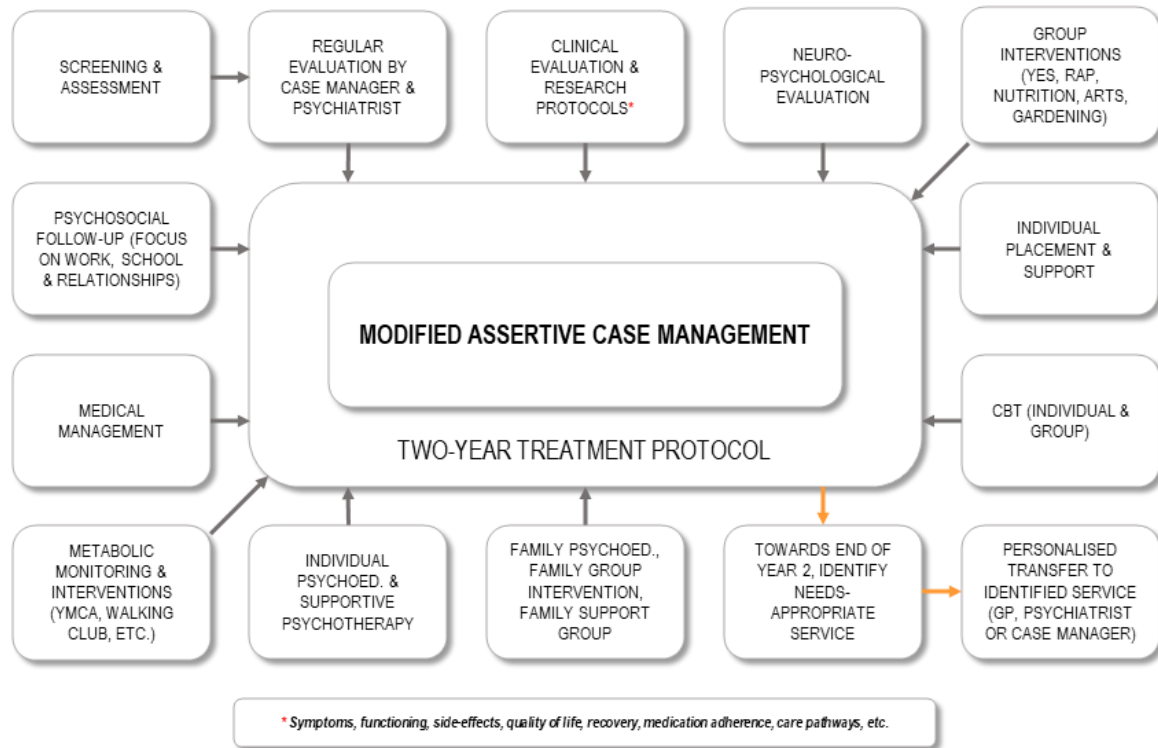 SCREENING &
ASSESSMENT
REGULAR
EVALUATION BY
CASE MANAGER &
PSYCHIATRIST
CLINICAL
EVALUATION &
RESEARCH
PROTOCOLS*
NEURO-
PSYCHOLOGICAL
EVALUATION
GROUP
INTERVENTIONS
(YES, RAP,
NUTRITION, ARTS,
GARDENING)
PSYCHOSOCIAL
FOLLOW-UP (FOCUS
ON WORK, SCHOOL
& RELATIONSHIPS)
INDIVIDUAL
PLACEMENT &
SUPPORT
MODIFIED ASSERTIVE CASE MANAGEMENT
MEDICAL
MANAGEMENT
CBT (INDIVIDUAL &
GROUP)
TWO-YEAR TREATMENT PROTOCOL
METABOLIC
MONITORING &
INTERVENTIONS
(YMCA, WALKING
CLUB, ETC.)
INDIVIDUAL
PSYCHOED. &
SUPPORTIVE
PSYCHOTHERAPY
FAMILY PSYCHOED.,
FAMILY GROUP
INTERVENTION,
FAMILY SUPPORT
GROUP
TOWARDS END OF
YEAR 2, IDENTIFY
NEEDS-
APPROPRIATE
SERVICE
PERSONALISED
TRANSFER TO
IDENTIFIED SERVICE
(GP, PSYCHIATRIST
OR CASE MANAGER)
* Symptoms, functioning, side-effects, quality of life, recovery, medication adherence, care pathways, etc.